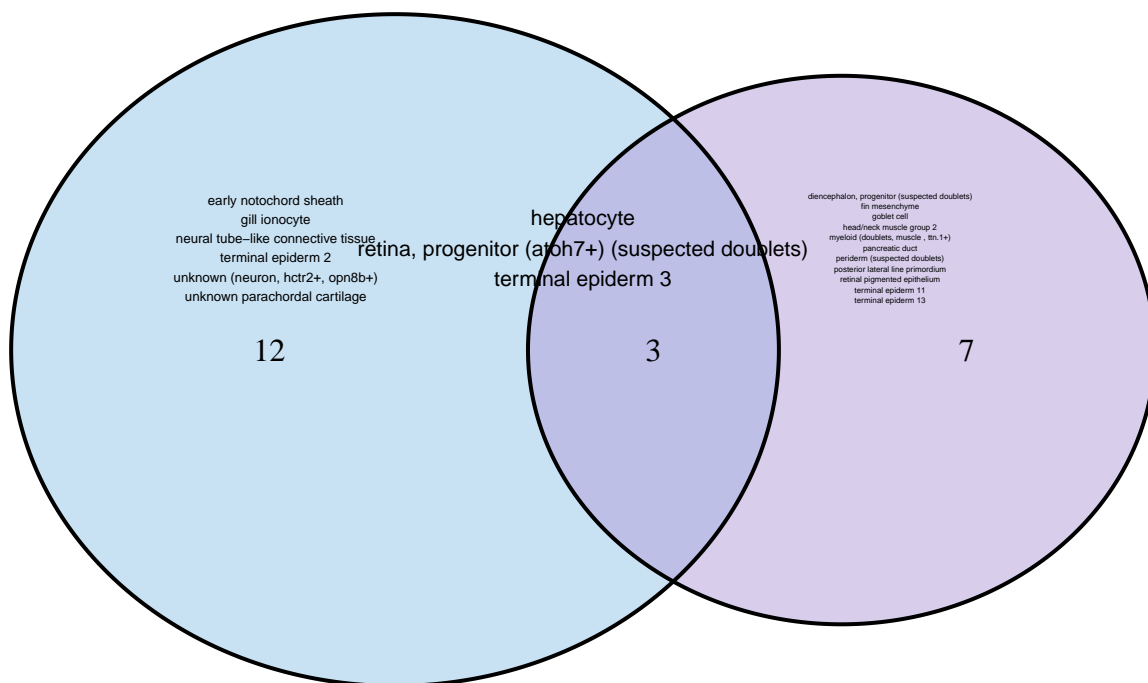 early notochord sheath
gill ionocyte
neural tube−like connective tissue
terminal epiderm 2
unknown (neuron, hctr2+, opn8b+)
unknown parachordal cartilage
12
hepatocyte
retina, progenitor (atoh7+) (suspected doublets)
terminal epiderm 3
3
diencephalon, progenitor (suspected doublets)
fin mesenchyme
goblet cell
head/neck muscle group 2
myeloid (doublets, muscle , ttn.1+)
pancreatic duct
periderm (suspected doublets)
posterior lateral line primordium
retinal pigmented epithelium
terminal epiderm 11
terminal epiderm 13
7